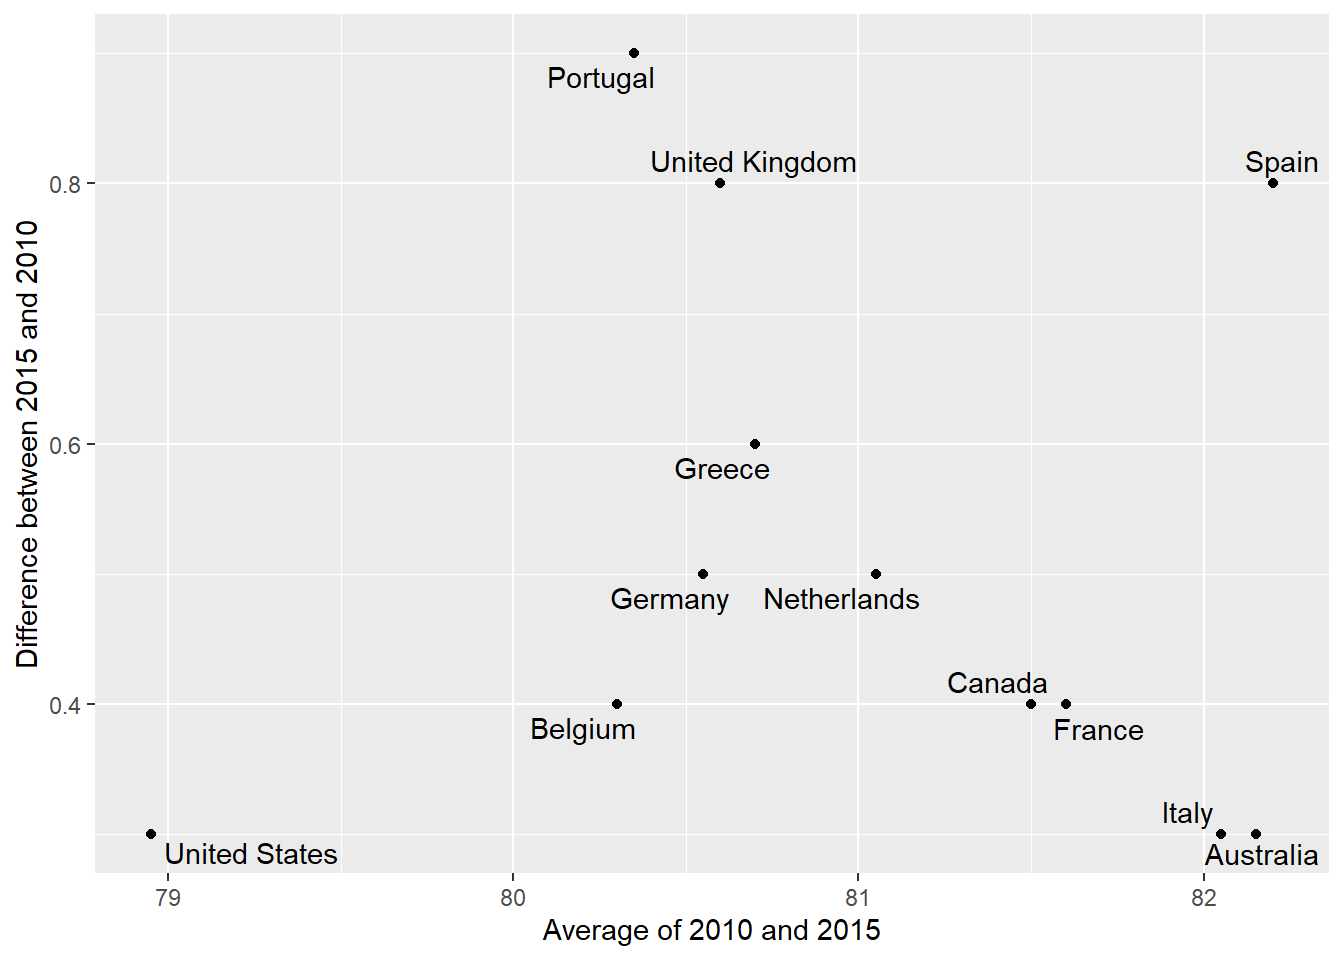 Portugal
United Kingdom
Spain
0.8
Difference between 2015 and 2010
0.6
Greece
Germany
Netherlands
Canada
0.4
Belgium
France
Italy
United States
Australia
79
80
81
82
Average of 2010 and 2015